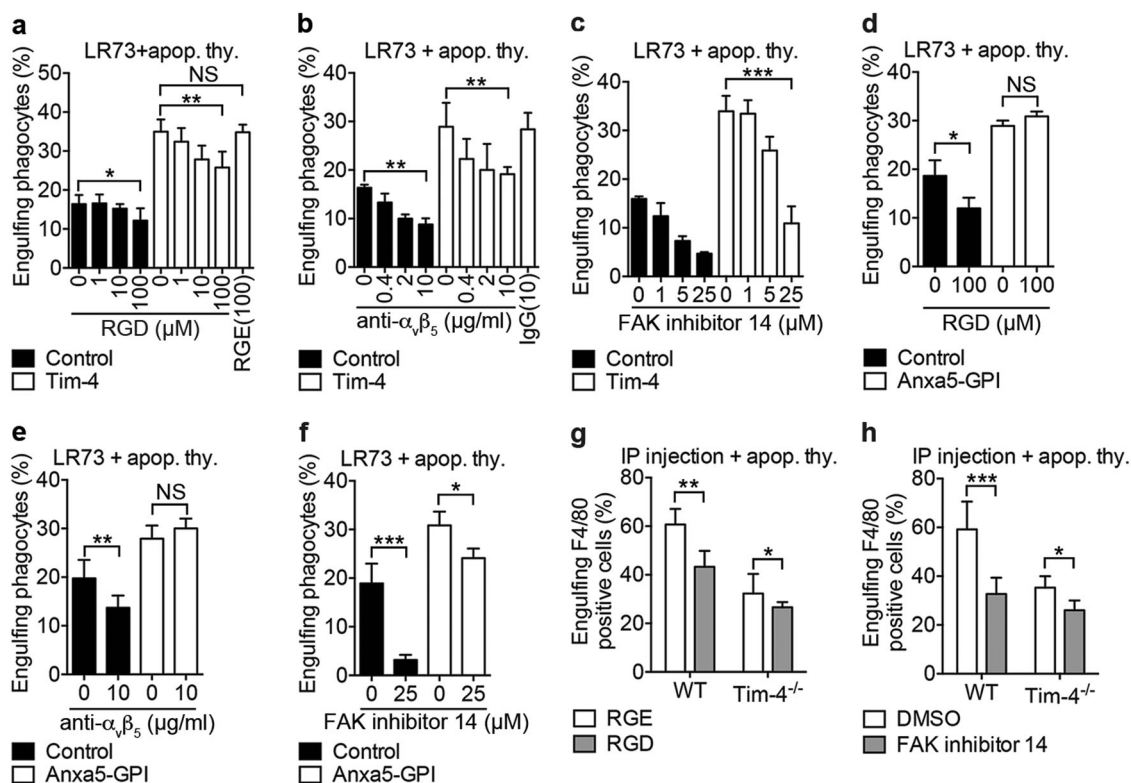 a
LR73+apop. thy.
Engulfing phagocytes (%)
50
40
30
20
10
0
NS
**
*
0
1
10
100
0
1
10
100
RGE(100)
RGD (µM)
Control
Tim-4
b
LR73 + apop. thy.
Engulfing phagocytes (%)
40
30
20
10
0
**
**
0
0.4
2
10
0
0.4
2
10
IgG(10)
anti-αvβ5 (µg/ml)
Control
Tim-4
c
LR73 + apop. thy.
Engulfing phagocytes (%)
40
30
20
10
0
***
0 1 5 25 0 1 5 25
FAK inhibitor 14 (µM)
Control
Tim-4
d
LR73 + apop. thy.
Engulfing phagocytes (%)
40
30
20
10
0
NS
*
0 100 0 100
RGD (µM)
Control
Anxa5-GPI
e
LR73 + apop. thy.
Engulfing phagocytes (%)
40
30
20
10
0
NS
**
0 10 0 10
anti-αvβ5 (µg/ml)
Control
Anxa5-GPI
f
LR73 + apop. thy.
Engulfing phagocytes (%)
40
30
20
10
0
*
***
0 25 0 25
FAK inhibitor 14 (µM)
Control
Anxa5-GPI
g
IP injection + apop. thy.
Engulfing F4/80
positive cells (%)
80
60
40
20
0
**
*
WT Tim-4-/-
RGE
RGD
h
IP injection + apop. thy.
Engulfing F4/80
positive cells (%)
80
60
40
20
0
***
*
WT Tim-4-/-
DMSO
FAK inhibitor 14